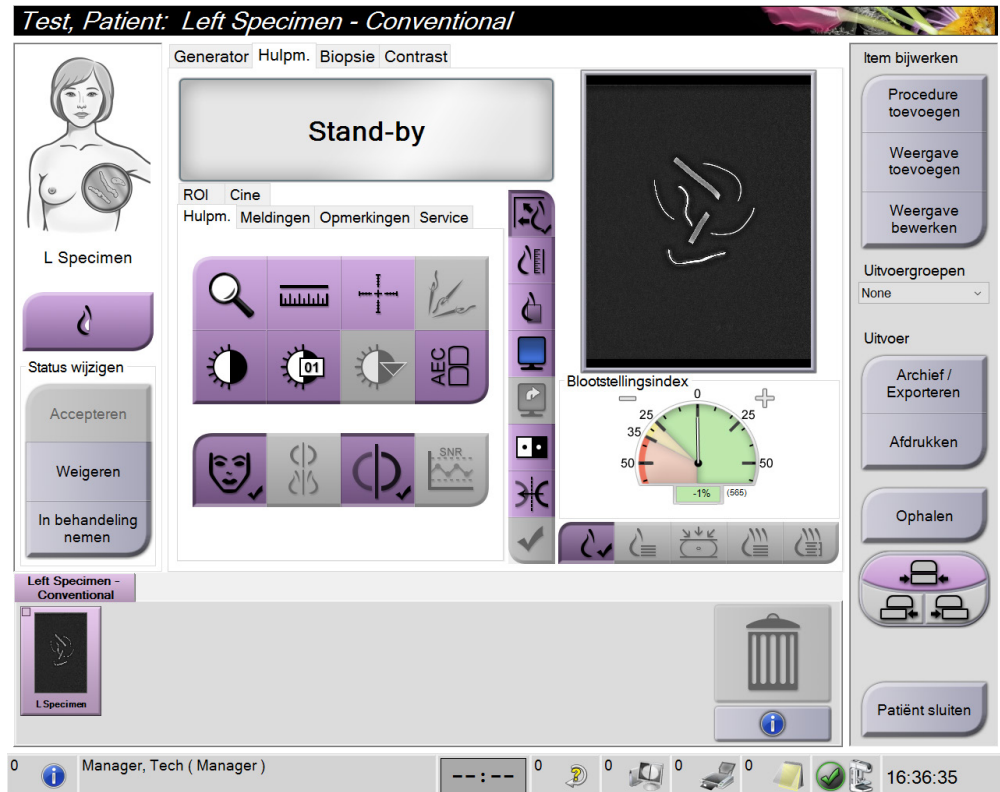 Test, Patient: Left Specimen - Conventional
Generator Hulpm. Biopsie Contrast
Stand-by
ROI Cine
Hulpm. Meldingen Opmerkingen Service
01
AEC
SNR
L Specimen
Status wijzigen
Accepteren
Weigeren
In behandeling
nemen
Blootstellingsindex
0
25 25
35
50 50
-1% (565)
Item bijwerken
Procedure
toevoegen
Weergave
toevoegen
Weergave
bewerken
Uitvoergroepen
None
Uitvoer
Archief /
Exporteren
Afdrukken
Ophalen
Patiënt sluiten
Left Specimen -
Conventional
L Specimen
0 Manager, Tech ( Manager ) --:-- 0 0 0 0 16:36:35